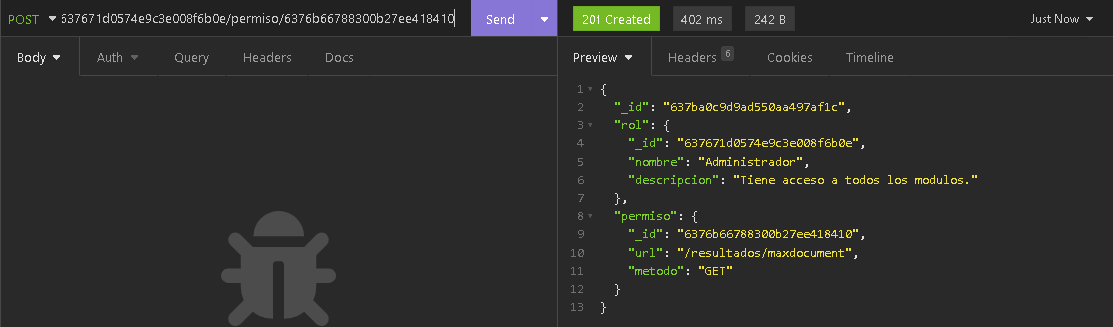 POST ▼ 637671d0574e9c3e008f6b0e/permiso/6376b66788300b27ee418410 Send ▼ 201 Created 402 ms 242 B Just Now ▼
Body ▼ Auth ▼ Query Headers Docs Preview ▼ Headers 6 Cookies Timeline
1 {
2 "_id": "637ba0c9d9ad550aa497af1c",
3 "rol": {
4 "_id": "637671d0574e9c3e008f6b0e",
5 "nombre": "Administrador",
6 "descripcion": "Tiene acceso a todos los modulos."
7 },
8 "permiso": {
9 "_id": "6376b66788300b27ee418410",
10 "url": "/resultados/maxdocument",
11 "metodo": "GET"
12 }
13 }